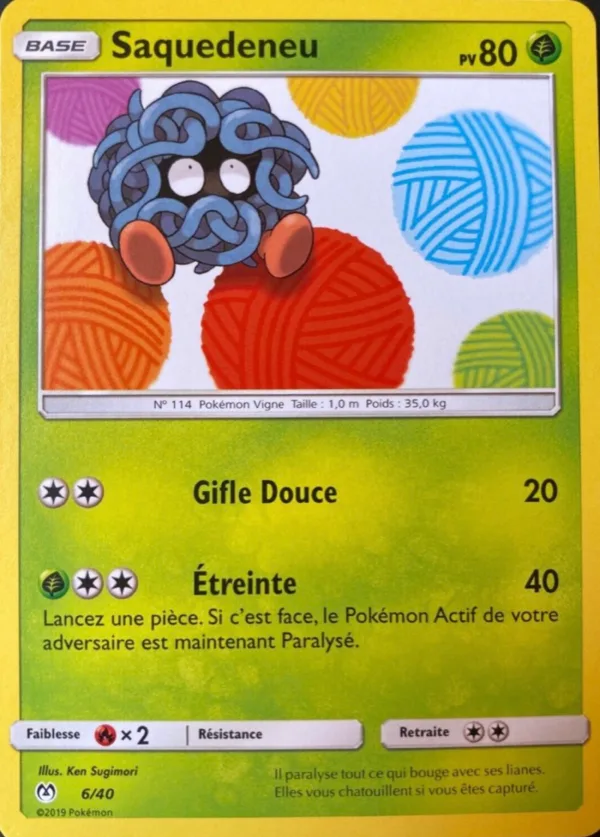 BASE Saquedeneu PV 80
Nº 114 Pokémon Vigne Taille : 1,0 m Poids : 35,0 kg
Gifle Douce 20
Étreinte 40
Lancez une pièce. Si c'est face, le Pokémon Actif de votre
adversaire est maintenant Paralysé.
Faiblesse ×2 Résistance Retraite
Illus. Ken Sugimori
6/40
©2019 Pokémon
Il paralyse tout ce qui bouge avec ses lianes.
Elles vous chatouillent si vous êtes capturé.